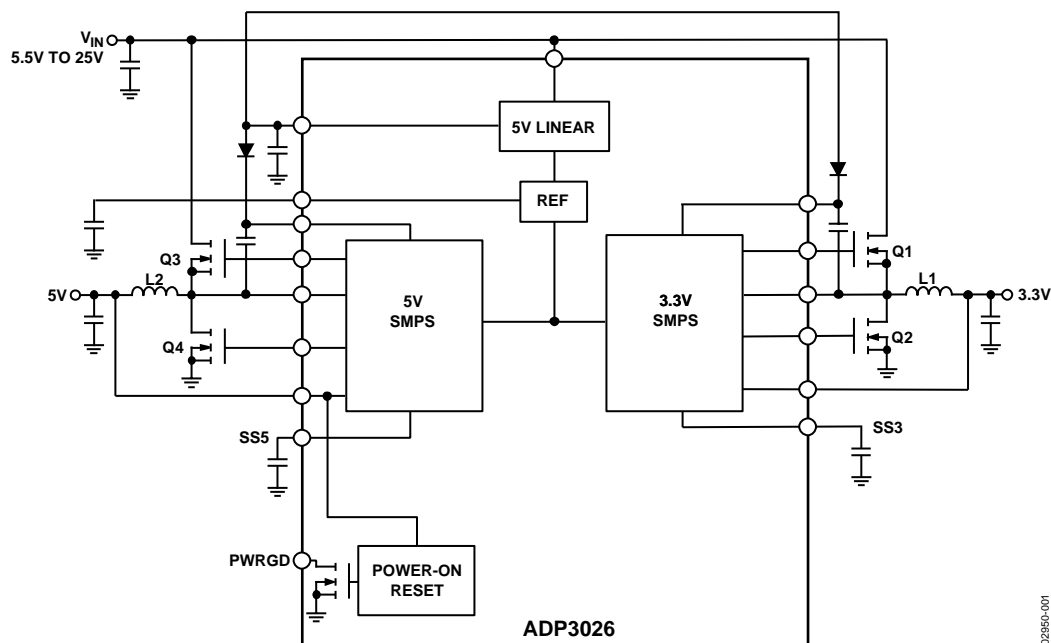 VIN
5.5V TO 25V
5V LINEAR
REF
Q3
Q1
L2
L1
5V
5V
SMPS
3.3V
SMPS
3.3V
Q4
Q2
SS5
SS3
PWRGD
POWER-ON
RESET
ADP3026
02950-001